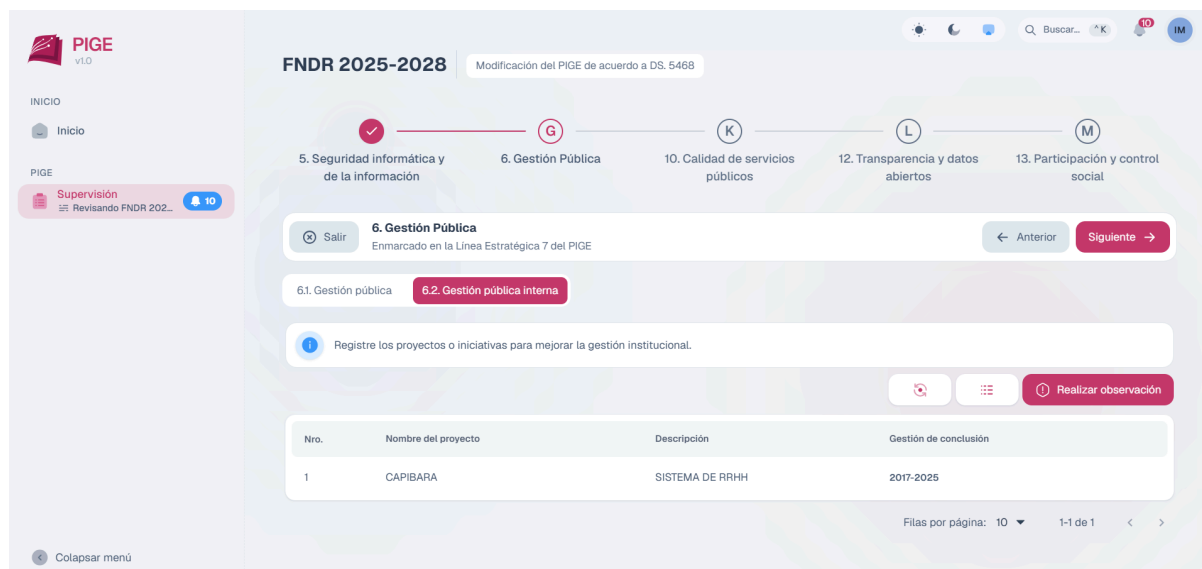 PIGE
v1.0
INICIO
Inicio
PIGE
Supervisión
Revisando FNDR 202...
10
Colapsar menú
Buscar...
^K
10
IM
FNDR 2025-2028
Modificación del PIGE de acuerdo a DS. 5468
G
K
L
M
5. Seguridad informática y
de la información
6. Gestión Pública
10. Calidad de servicios
públicos
12. Transparencia y datos
abiertos
13. Participación y control
social
Salir
6. Gestión Pública
Enmarcado en la Línea Estratégica 7 del PIGE
Anterior
Siguiente
6.1. Gestión pública
6.2. Gestión pública interna
Registre los proyectos o iniciativas para mejorar la gestión institucional.
Realizar observación
Nro. Nombre del proyecto Descripción Gestión de conclusión
1 CAPIBARA SISTEMA DE RRHH 2017-2025
Filas por página: 10 1-1 de 1